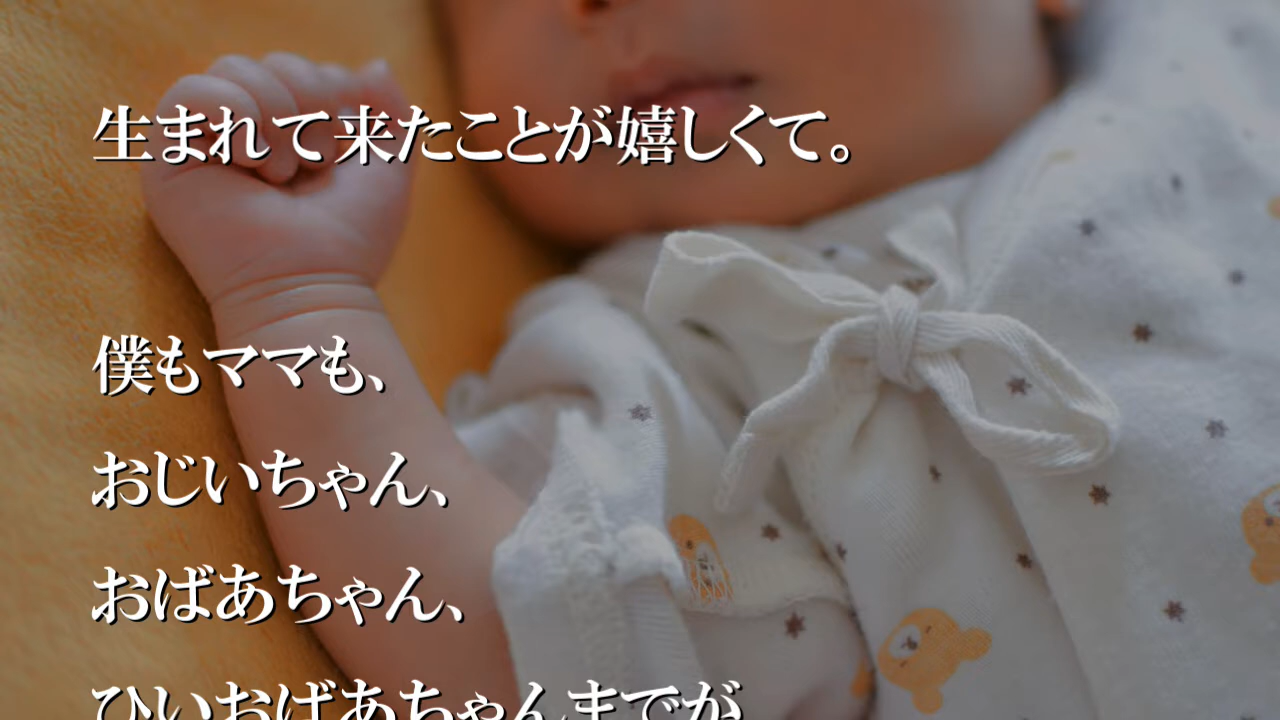 生まれて来たことが嬉しくて。
僕もママも、
おじいちゃん、
おばあちゃん、
ひいおばあちゃんまでが